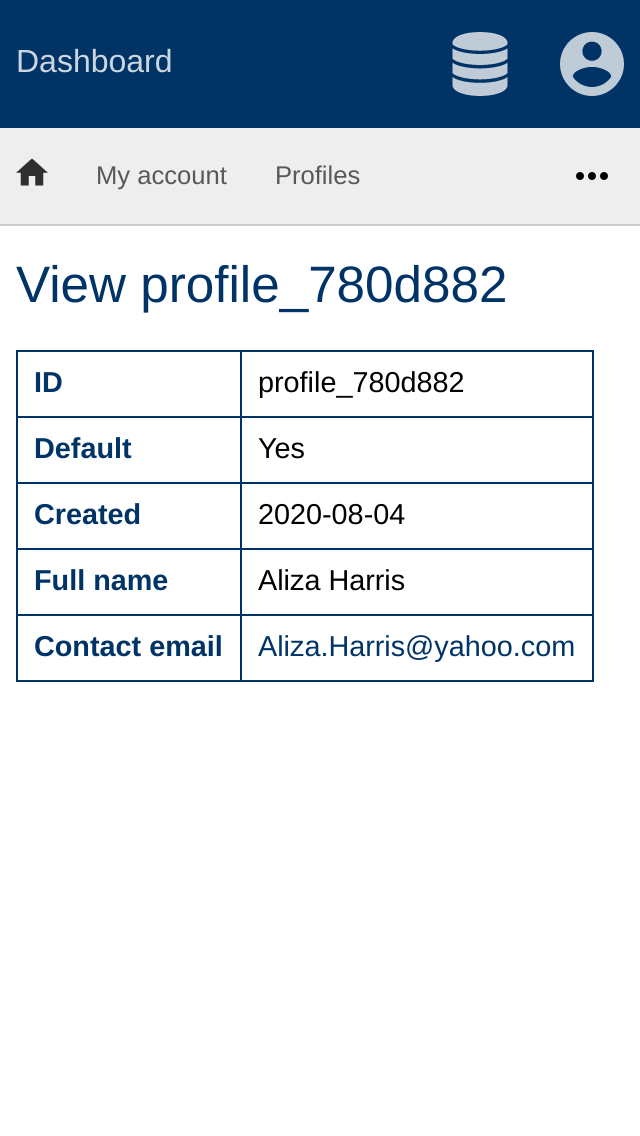 Dashboard
My account Profiles
View profile_780d882
ID profile_780d882
Default Yes
Created 2020-08-04
Full name Aliza Harris
Contact email Aliza.Harris@yahoo.com